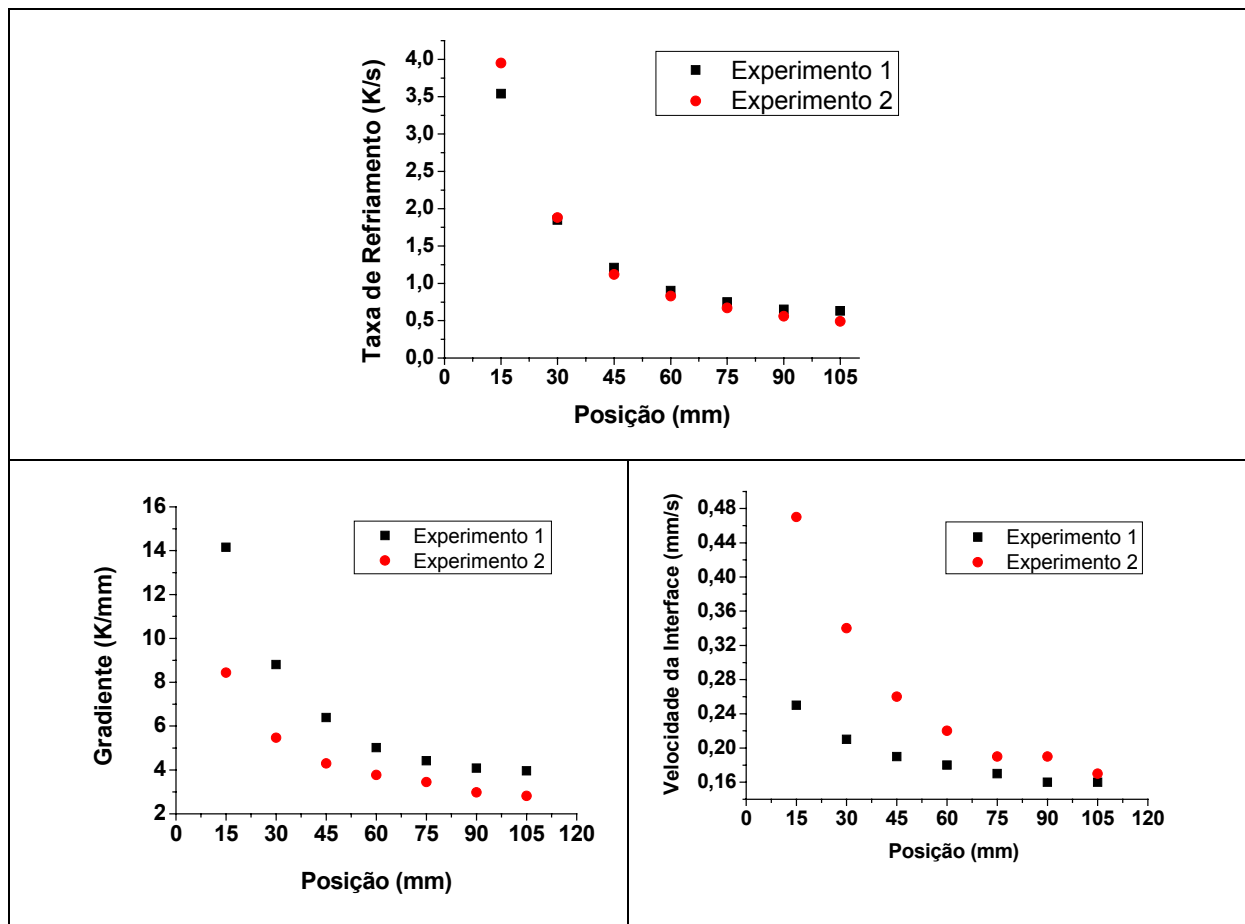 Taxa de Refriamento (K/s)
4,0
3,5
3,0
2,5
2,0
1,5
1,0
0,5
0,0
Experimento 1
Experimento 2
0 15 30 45 60 75 90 105
Posição (mm)
Gradiente (K/mm)
16
14
12
10
8
6
4
2
Experimento 1
Experimento 2
0 15 30 45 60 75 90 105 120
Posição (mm)
Velocidade da Interface (mm/s)
0,48
0,44
0,40
0,36
0,32
0,28
0,24
0,20
0,16
Experimento 1
Experimento 2
0 15 30 45 60 75 90 105 120
Posição (mm)